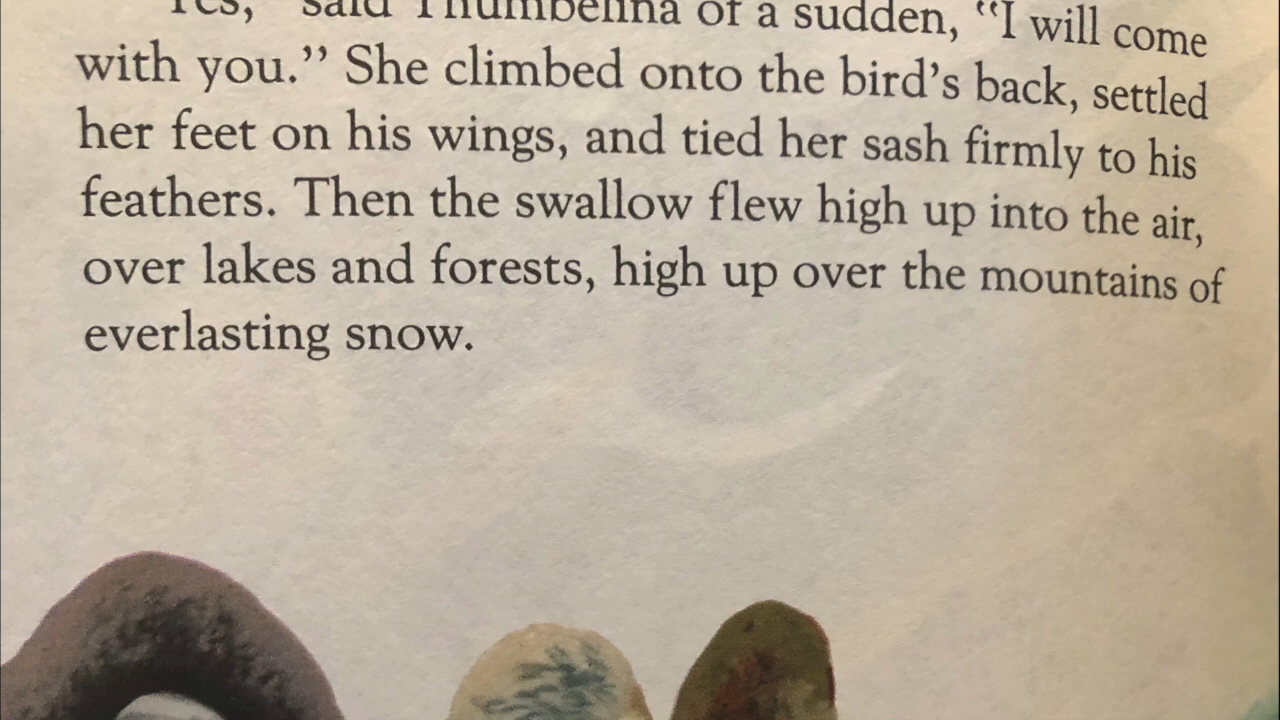 Yes," said Thumbelina of a sudden, "I will come
with you." She climbed onto the bird's back, settled
her feet on his wings, and tied her sash firmly to his
feathers. Then the swallow flew high up into the air,
over lakes and forests, high up over the mountains of
everlasting snow.